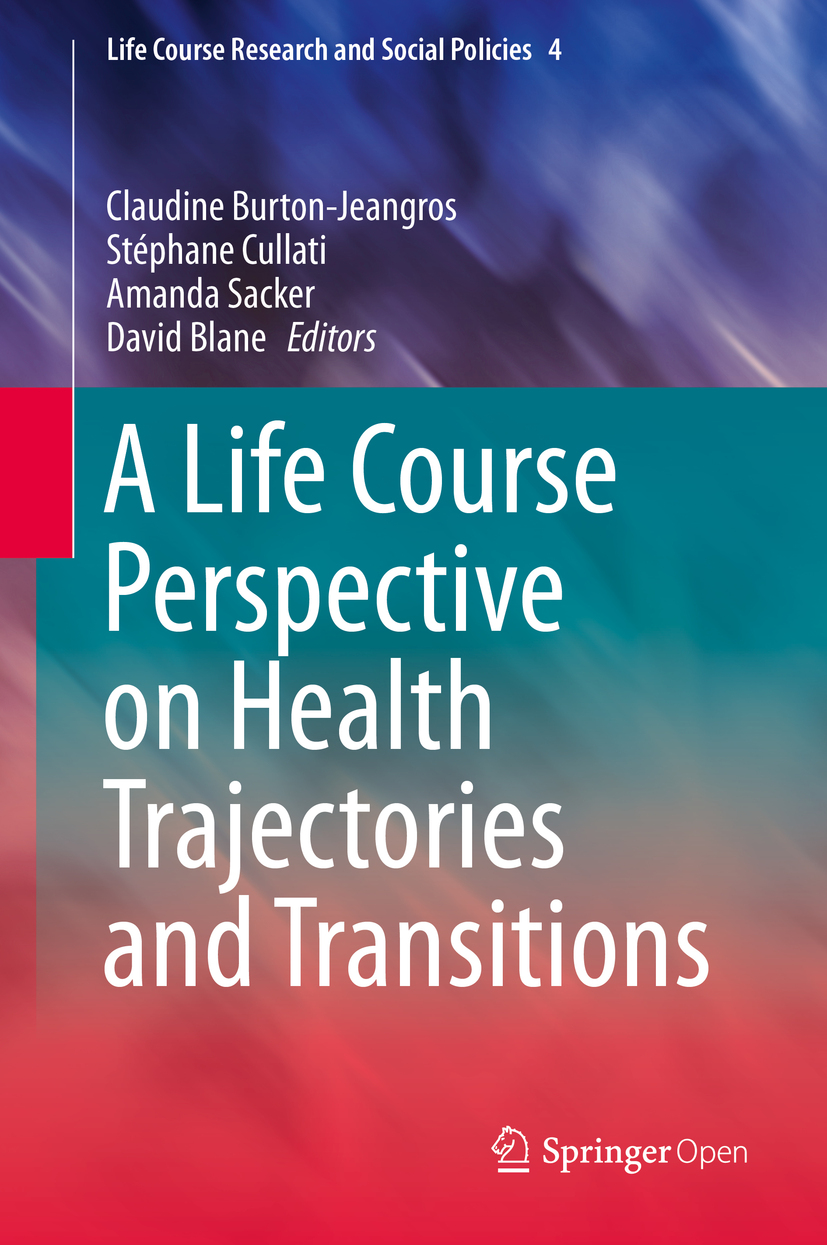 Life Course Research and Social Policies 4
Claudine Burton-Jeangros
Stéphane Cullati
Amanda Sacker
David Blane Editors
A Life Course
Perspective
on Health
Trajectories
and Transitions
Springer Open